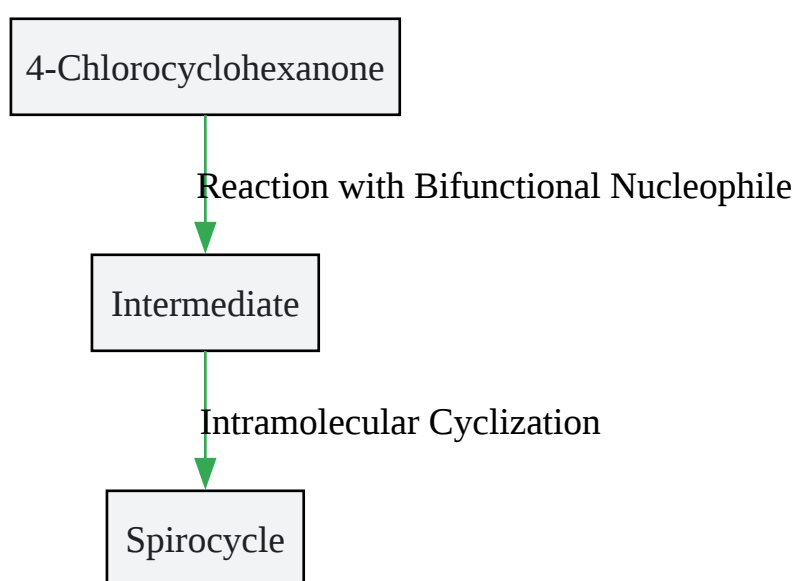 4-Chlorocyclohexanone
Reaction with Bifunctional Nucleophile
Intermediate
Intramolecular Cyclization
Spirocycle